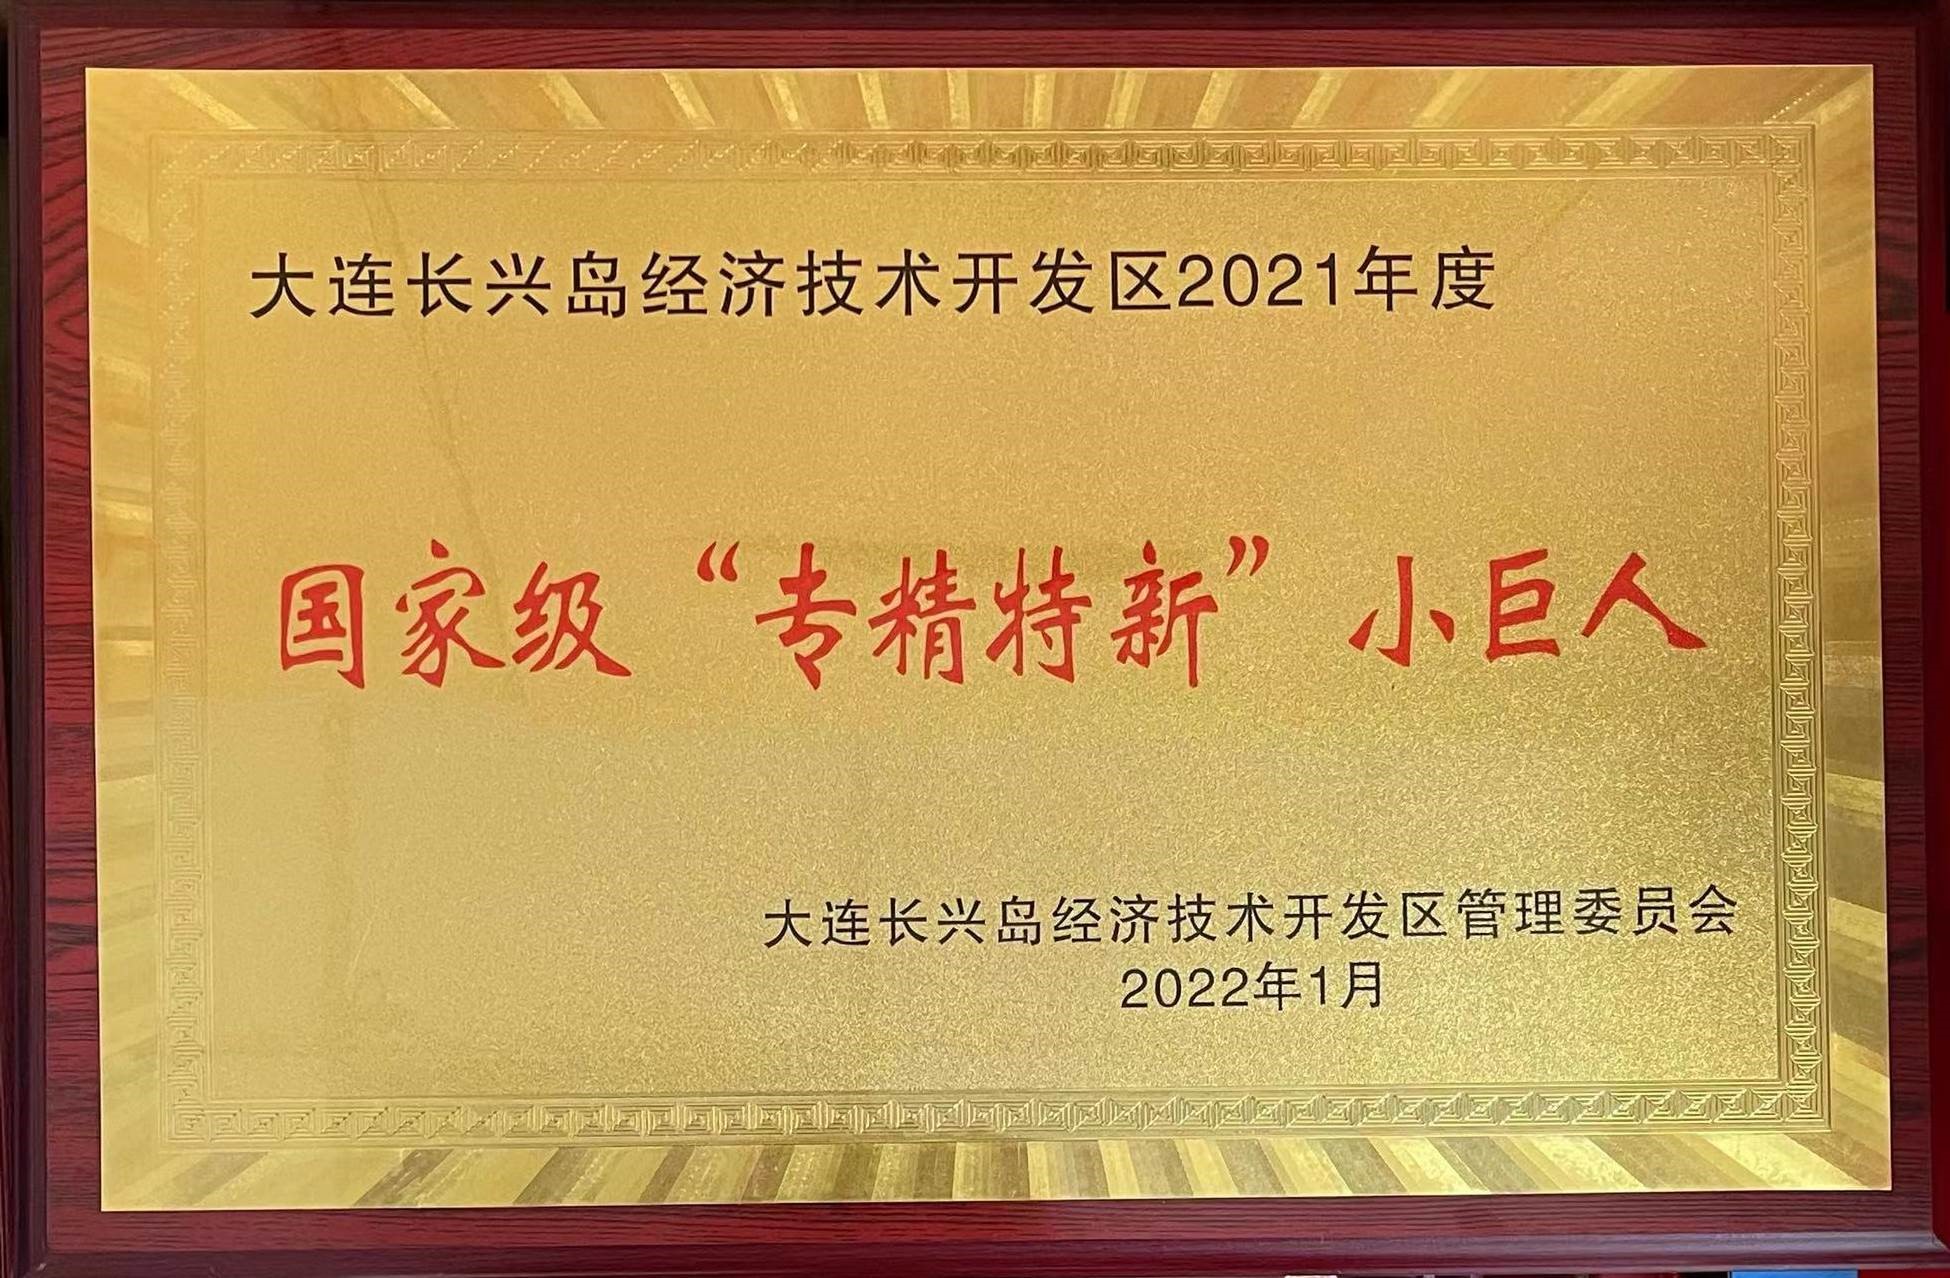 大连长兴岛经济技术开发区2021年度
国家级“专精特新”小巨人
大连长兴岛经济技术开发区管理委员会
2022年1月